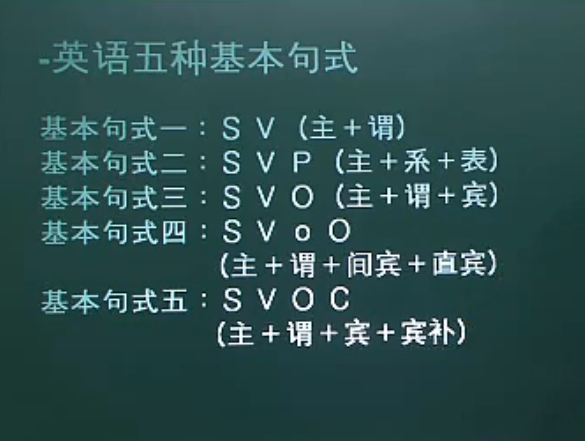 -英语五种基本句式
基本句式一：S V (主＋谓)
基本句式二：S V P (主＋系＋表)
基本句式三：S V O (主＋谓＋宾)
基本句式四：S V o O
(主＋谓＋间宾＋直宾)
基本句式五：S V O C
(主＋谓＋宾＋宾补)